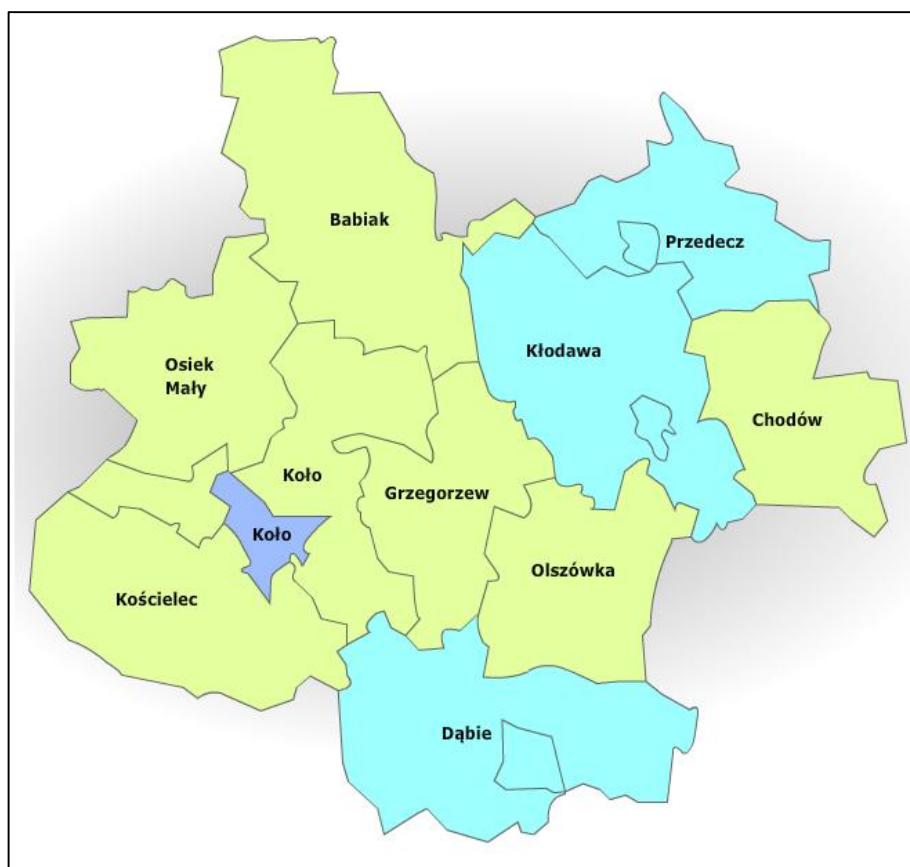 Babiak
Przedecz
Kłodawa
Osiek
Mały
Chodów
Koło
Grzegorzew
Koło
Olszówka
Kościelec
Dąbie